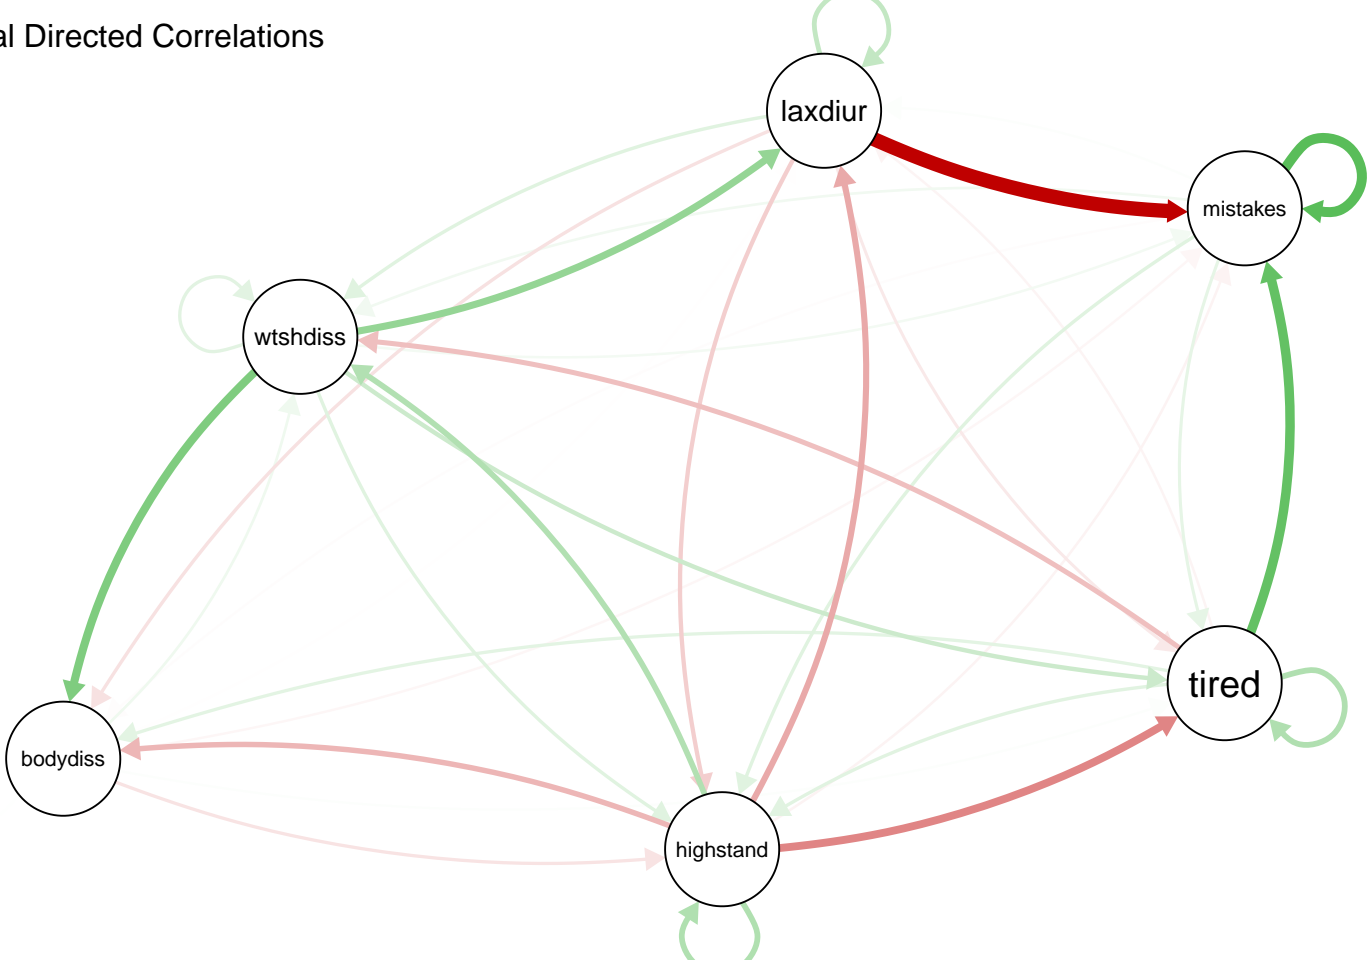 al Directed Correlations
laxdiur
mistakes
wtshdiss
tired
bodydiss
highstand